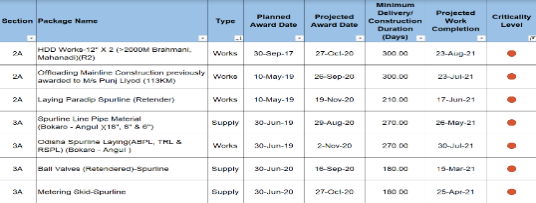 Section Package Name Type Planned Award Date Projected Award Date Minimum Delivery/ Construction Duration (Days) Projected Work Completion Criticality Level
2A HDD Works-12" X 2 (>2000M Brahmani, Mahanadi)(R2) Works 30-Sep-17 27-Oct-20 300.00 23-Aug-21
2A Offloading Mainline Construction previously awarded to M/s Punj Llyod (113KM) Works 10-May-19 26-Sep-20 300.00 23-Jul-21
2A Laying Paradip Spurline (Retender) Works 10-May-19 19-Nov-20 210.00 17-Jun-21
3A Spurline Line Pipe Material (Bokaro - Angul )(18", 8" & 6") Supply 30-Jun-19 29-Aug-20 270.00 26-May-21
3A Odisha Spurline Laying(ABPL, TRL & RSPL) (Bokaro - Angul ) Works 30-Jun-19 2-Nov-20 270.00 30-Jul-21
3A Ball Valves (Retendered)-Spurline Supply 30-Jun-20 16-Sep-20 180.00 15-Mar-21
3A Metering Skid-Spurline Supply 30-Jun-20 27-Oct-20 180.00 25-Apr-21